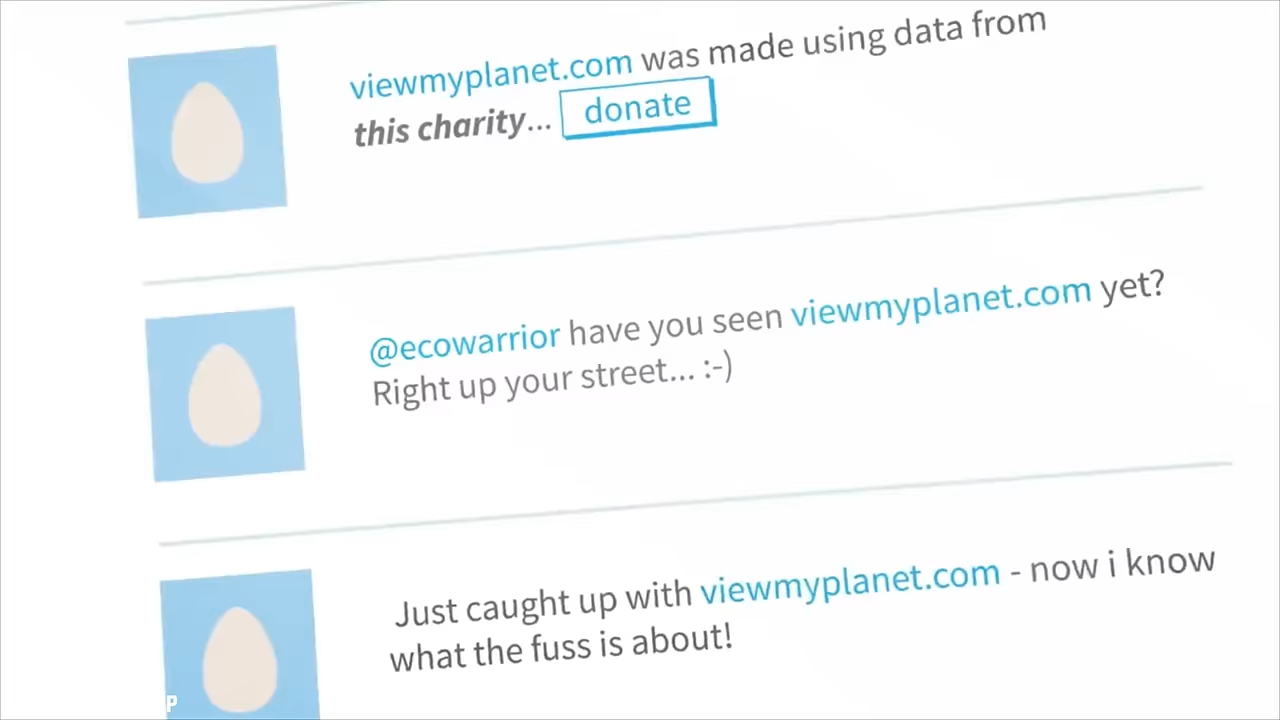 viewmyplanet.com was made using data from
this charity... donate
@ecowarrior have you seen viewmyplanet.com yet?
Right up your street... :-)
Just caught up with viewmyplanet.com - now i know
what the fuss is about!
P